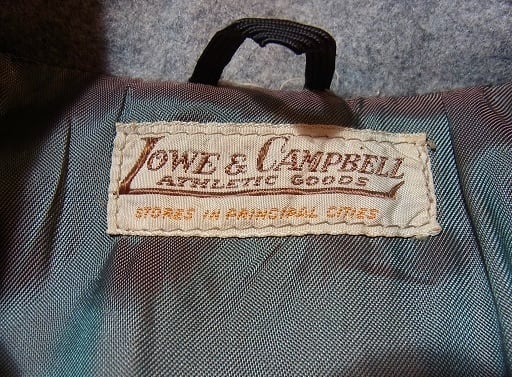 LOWE & CAMPBELL
ATHLETIC GOODS
STORES IN PRINCIPAL CITIES